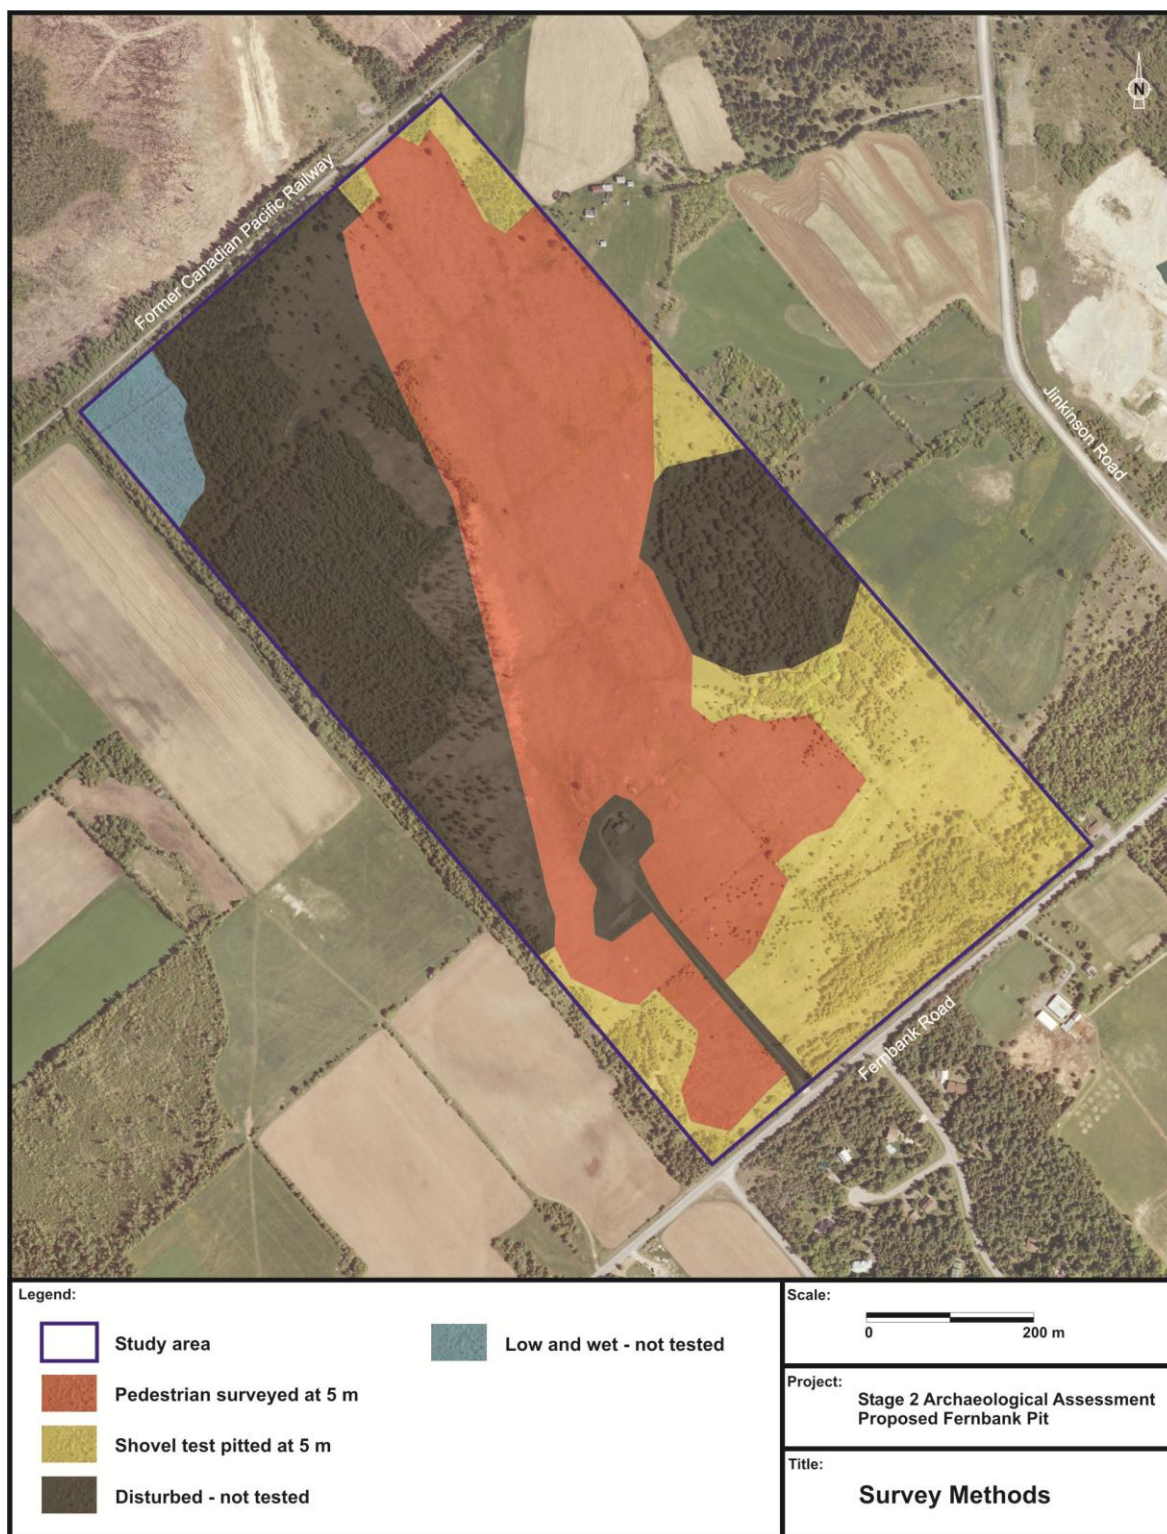 N
Former Canadian Pacific Railway
Jinkinson Road
Fernbank Road
Legend:
Study area
Pedestrian surveyed at 5 m
Shovel test pitted at 5 m
Disturbed - not tested
Low and wet - not tested
Scale:
0 200 m
Project:
Stage 2 Archaeological Assessment
Proposed Fernbank Pit
Title:
Survey Methods